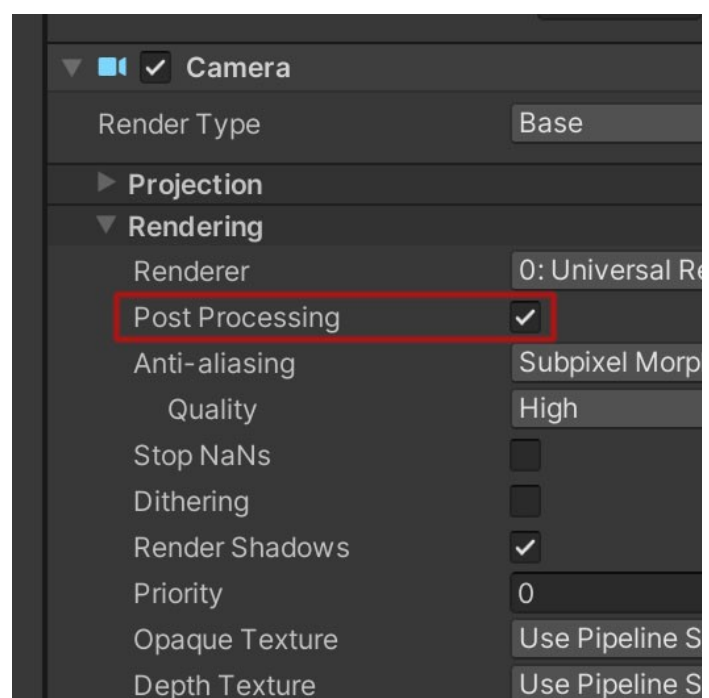 Camera
Render Type Base
Projection
Rendering
Renderer 0: Universal Re
Post Processing
Anti-aliasing Subpixel Morp
Quality High
Stop NaNs
Dithering
Render Shadows
Priority 0
Opaque Texture Use Pipeline S
Depth Texture Use Pipeline S